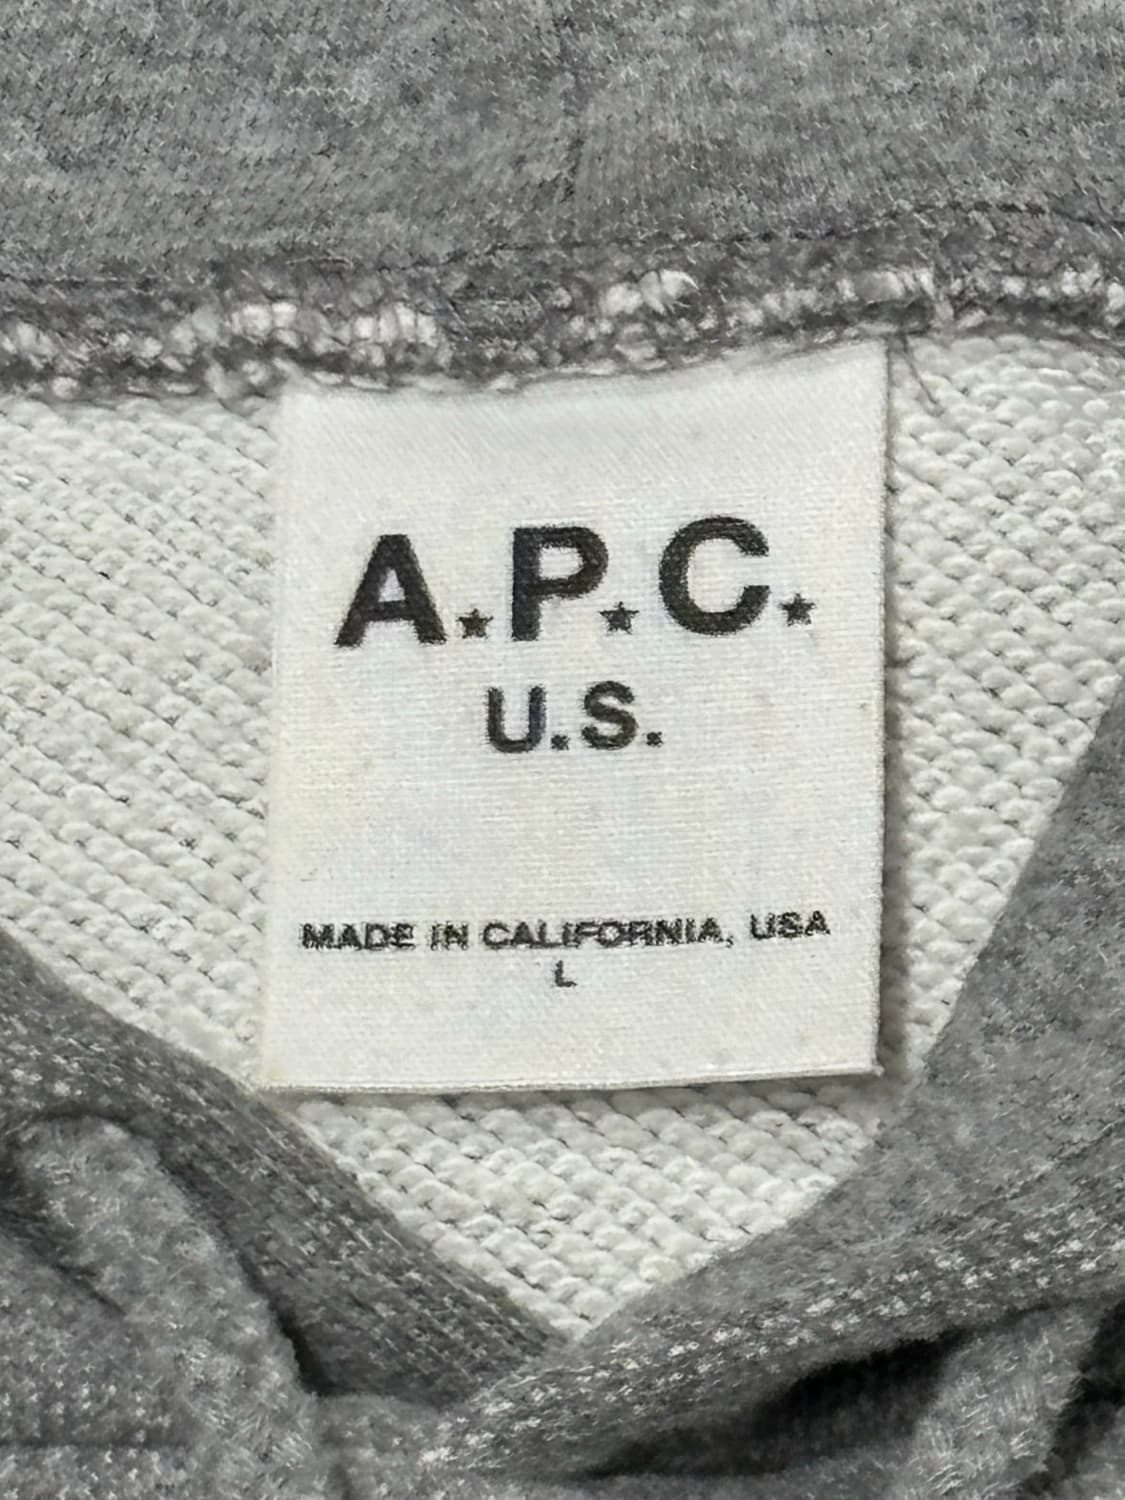 A★P★C★
U.S.
MADE IN CALIFORNIA, USA
L